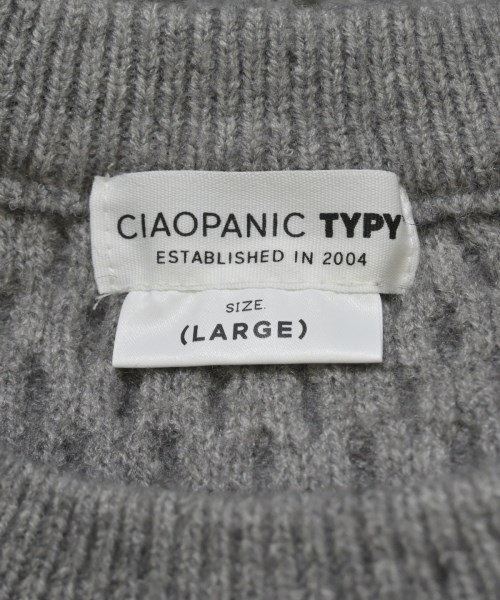 CIAOPANIC TYPY
ESTABLISHED IN 2004
SIZE.
(LARGE)